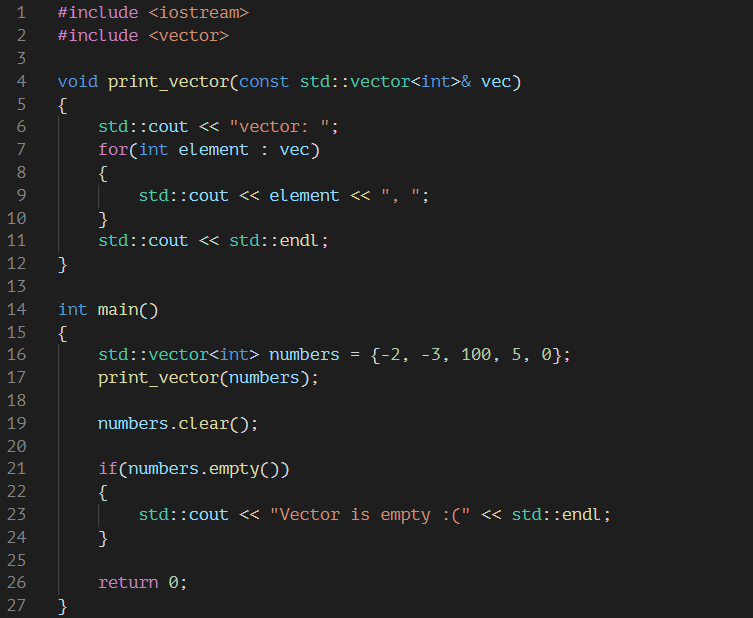 1 #include <iostream>
2 #include <vector>
3
4 void print_vector(const std::vector<int>& vec)
5 {
6     std::cout << "vector: ";
7     for(int element : vec)
8     {
9         std::cout << element << ", ";
10     }
11     std::cout << std::endl;
12 }
13
14 int main()
15 {
16     std::vector<int> numbers = {-2, -3, 100, 5, 0};
17     print_vector(numbers);
18
19     numbers.clear();
20
21     if(numbers.empty())
22     {
23         std::cout << "Vector is empty :(" << std::endl;
24     }
25
26     return 0;
27 }